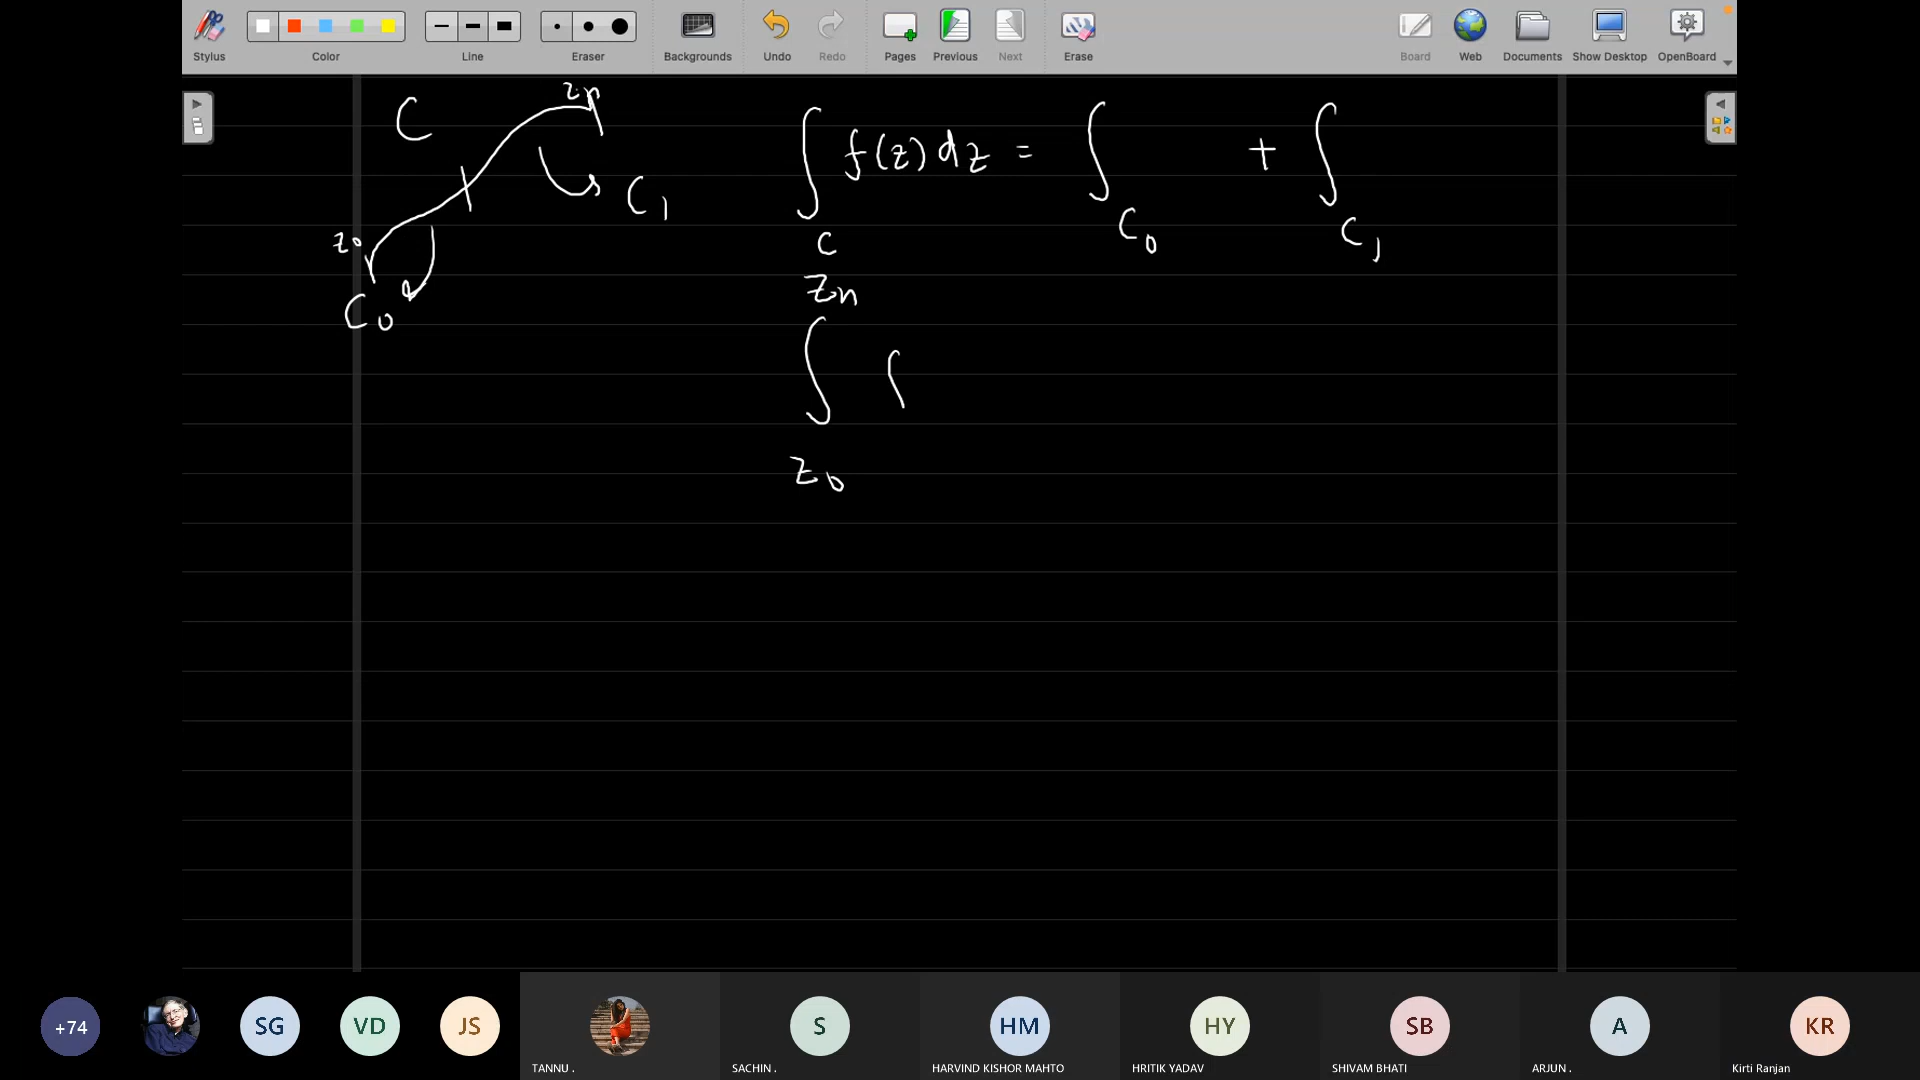 Stylus Color Line Eraser Backgrounds Undo Redo Pages Previous Next Erase Board Web Documents Show Desktop OpenBoard
C
zn
z0
C0
C1
∫ f(z) dz = ∫ + ∫
C C0 C1
zn
∫
z0
+74 SG VD JS S HM HY SB A KR
TANNU . SACHIN . HARVIND KISHOR MAHTO HRITIK YADAV SHIVAM BHATI ARJUN . Kirti Ranjan